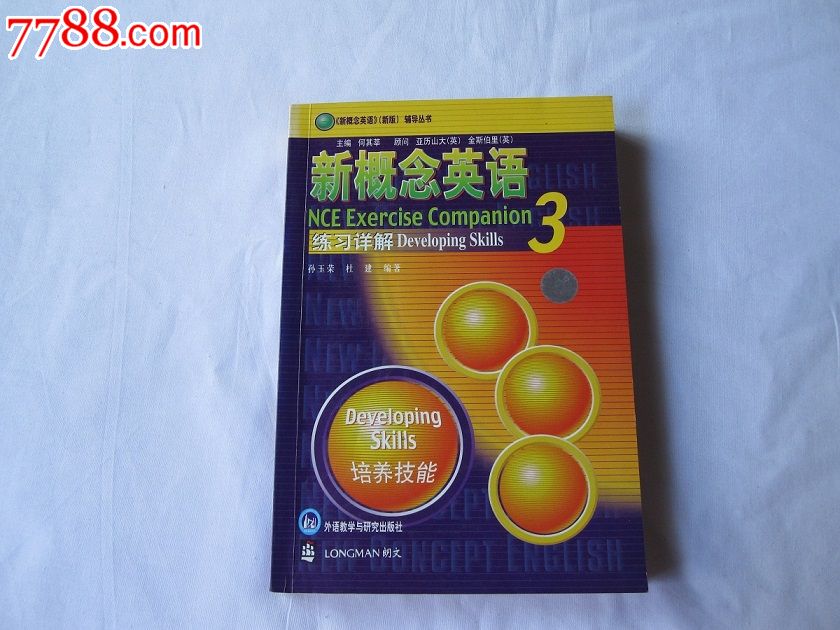 7788.com
《新概念英语》(新版) 辅导丛书
主编 何其莘 顾问 亚历山大(英) 金斯伯里(英)
新概念英语
NCE Exercise Companion 3
练习详解 Developing Skills
孙玉荣 杜建 编著
Developing
Skills
培养技能
外语教学与研究出版社
LONGMAN 朗文